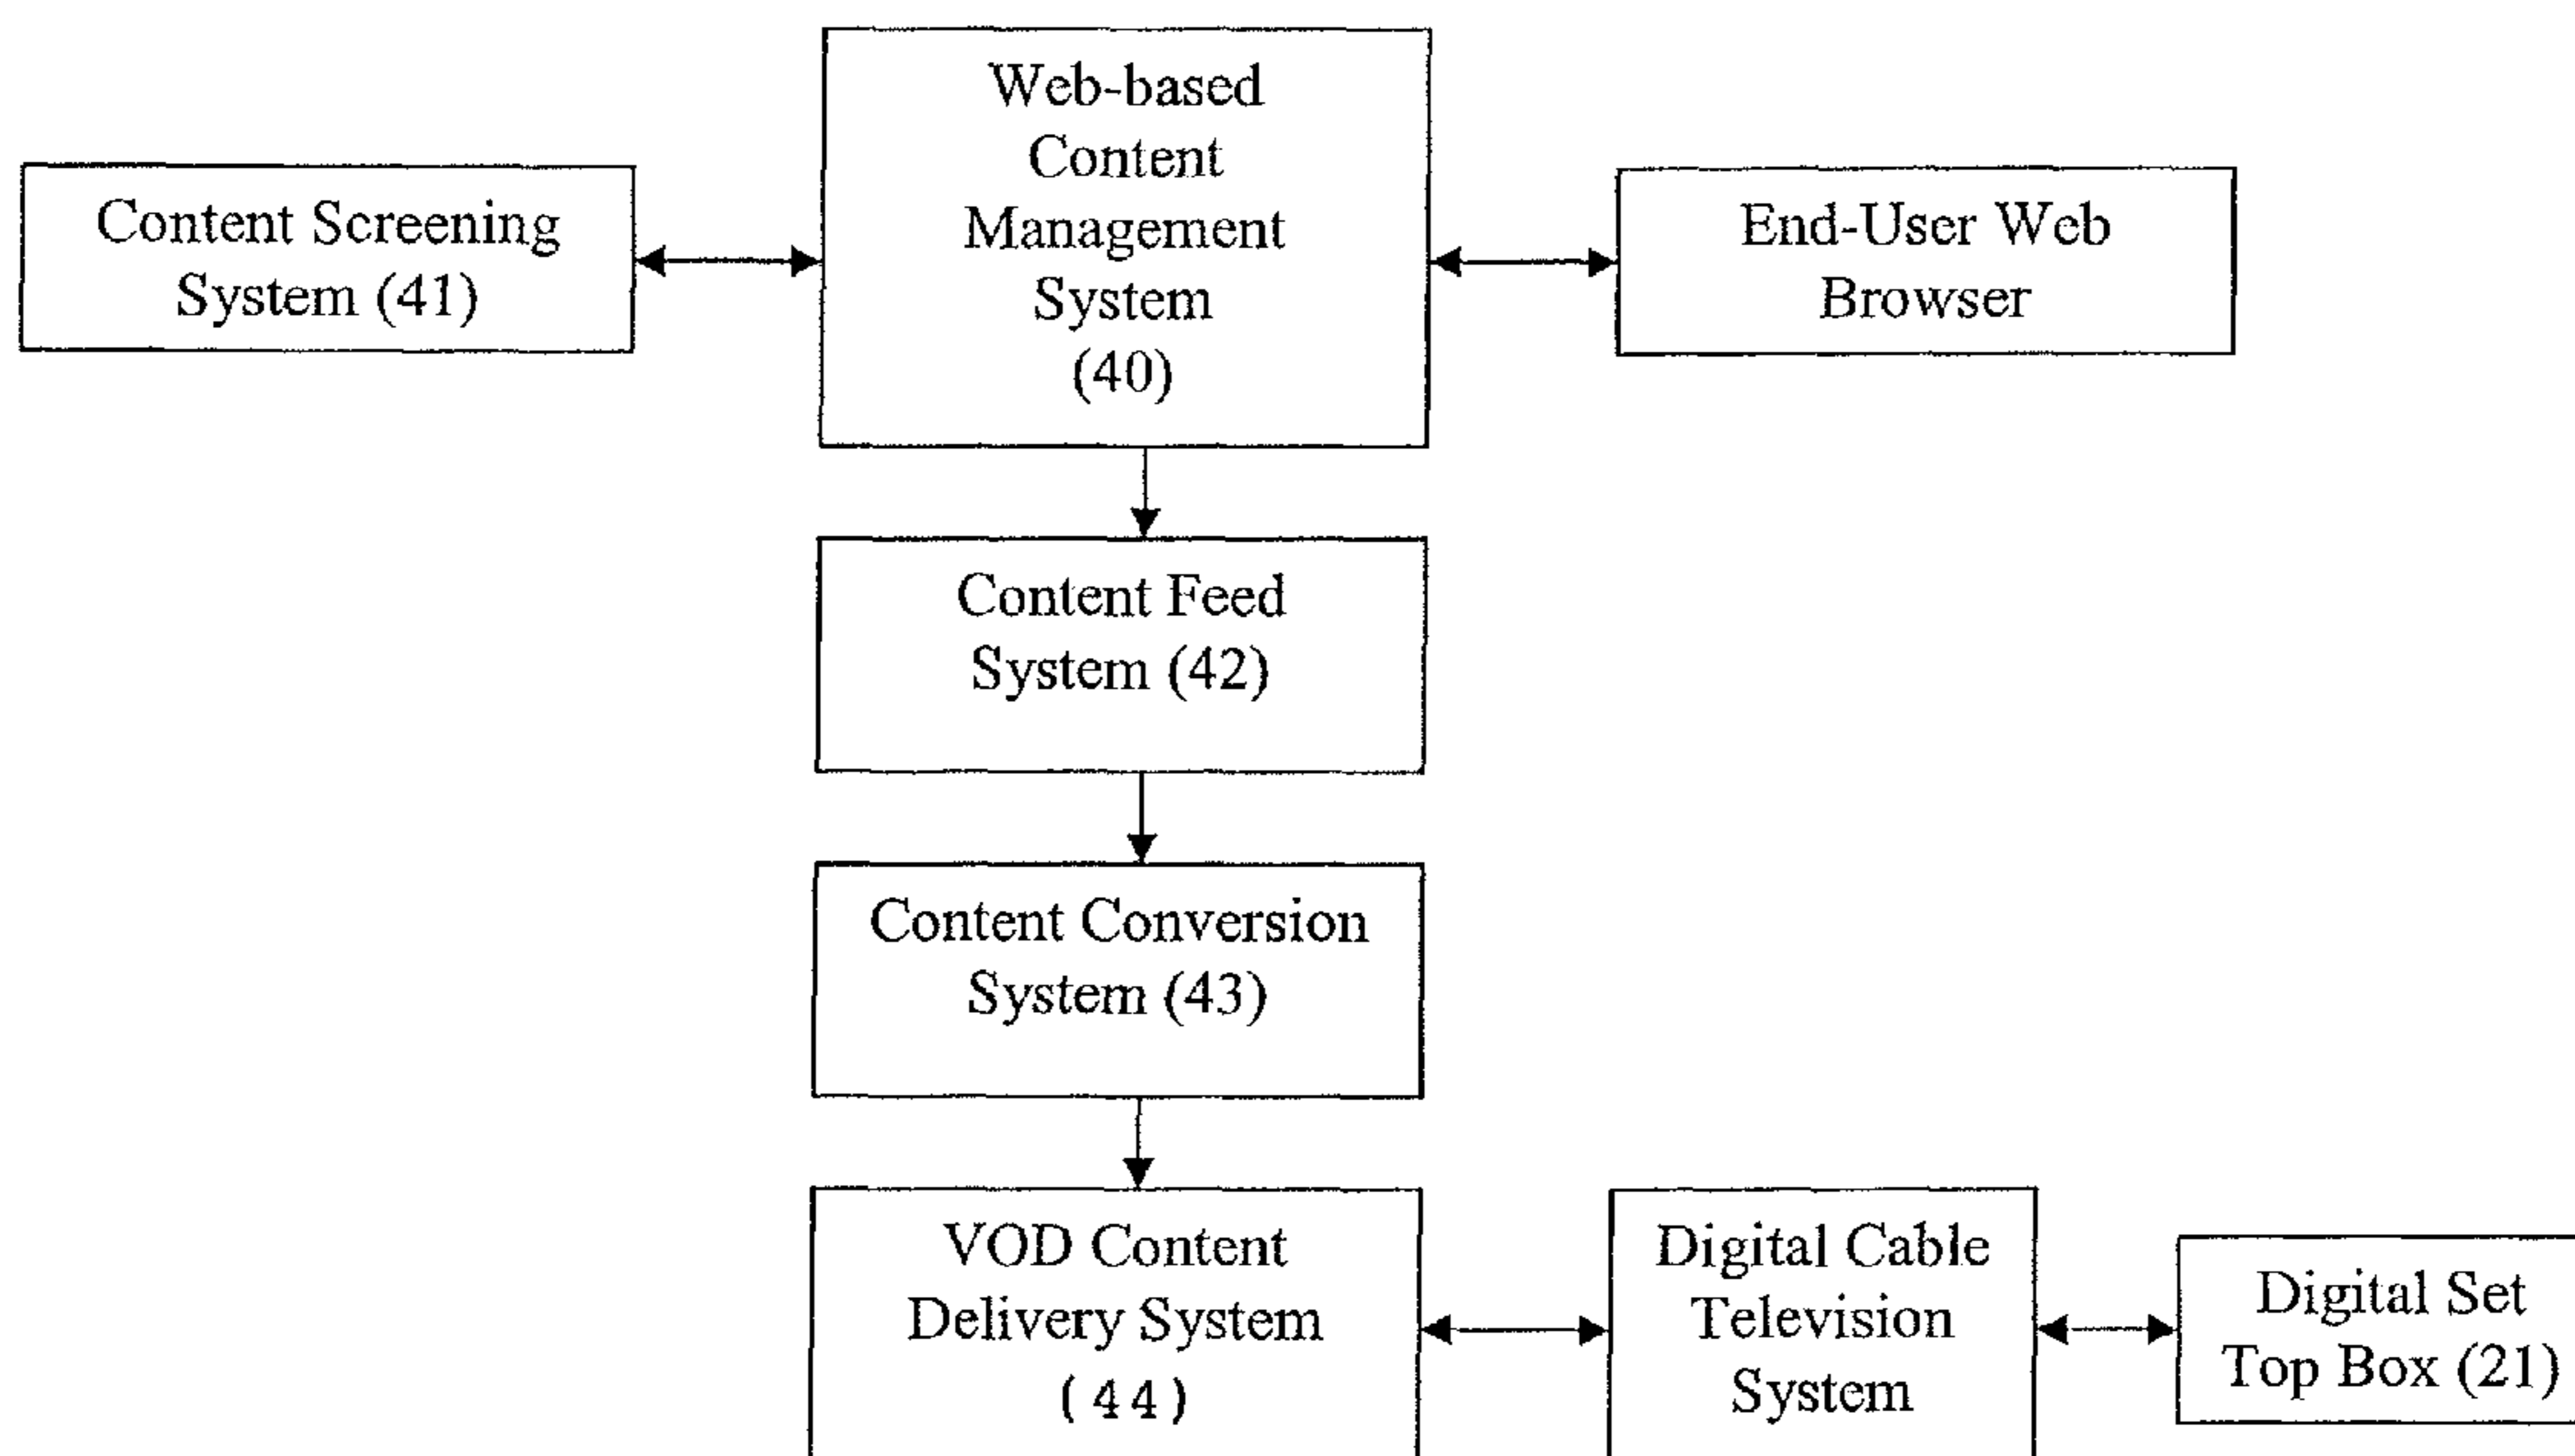 Web-based
Content
Management
System
(40)
Content Screening
System (41)
End-User Web
Browser
Content Feed
System (42)
Content Conversion
System (43)
VOD Content
Delivery System
(44)
Digital Cable
Television
System
Digital Set
Top Box (21)